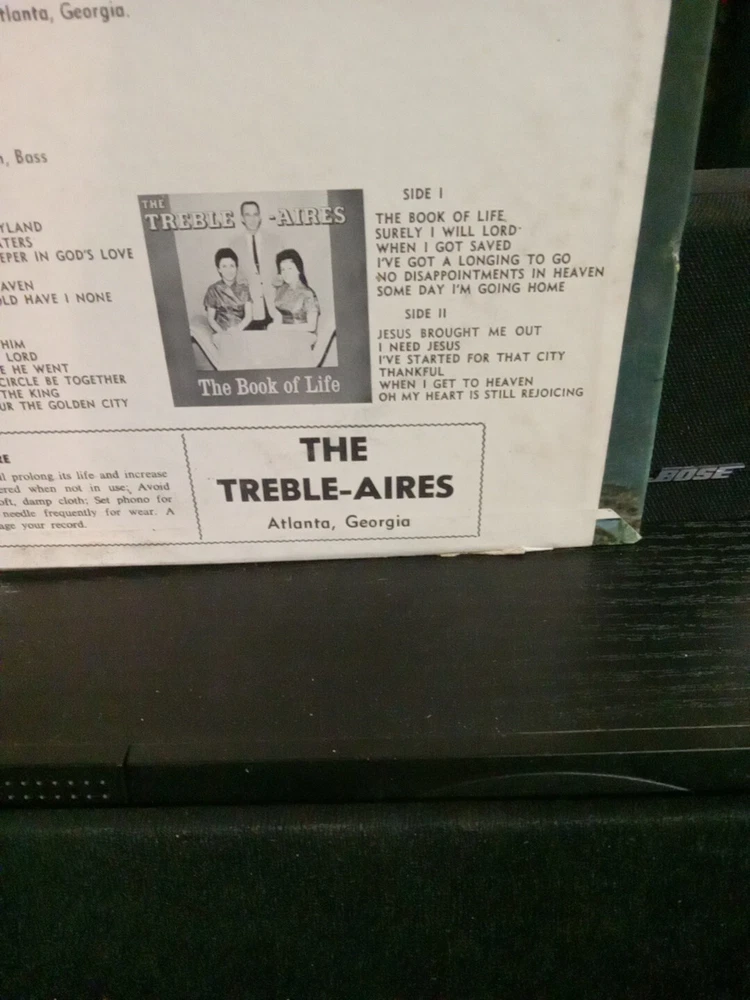 tlanta, Georgia.
, Bass
YLAND
TERS
EPER IN GOD'S LOVE
AVEN
OLD HAVE I NONE
HIM
LORD
E HE WENT
CIRCLE BE TOGETHER
THE KING
UR THE GOLDEN CITY
THE
TREBLE-AIRES
The Book of Life
SIDE I
THE BOOK OF LIFE
SURELY I WILL LORD
WHEN I GOT SAVED
I'VE GOT A LONGING TO GO
NO DISAPPOINTMENTS IN HEAVEN
SOME DAY I'M GOING HOME
SIDE II
JESUS BROUGHT ME OUT
I NEED JESUS
I'VE STARTED FOR THAT CITY
THANKFUL
WHEN I GET TO HEAVEN
OH MY HEART IS STILL REJOICING
RE
l prolong its life and increase
ered when not in use; Avoid
oft, damp cloth; Set phono for
needle frequently for wear. A
age your record.
THE
TREBLE-AIRES
Atlanta, Georgia
BOSE